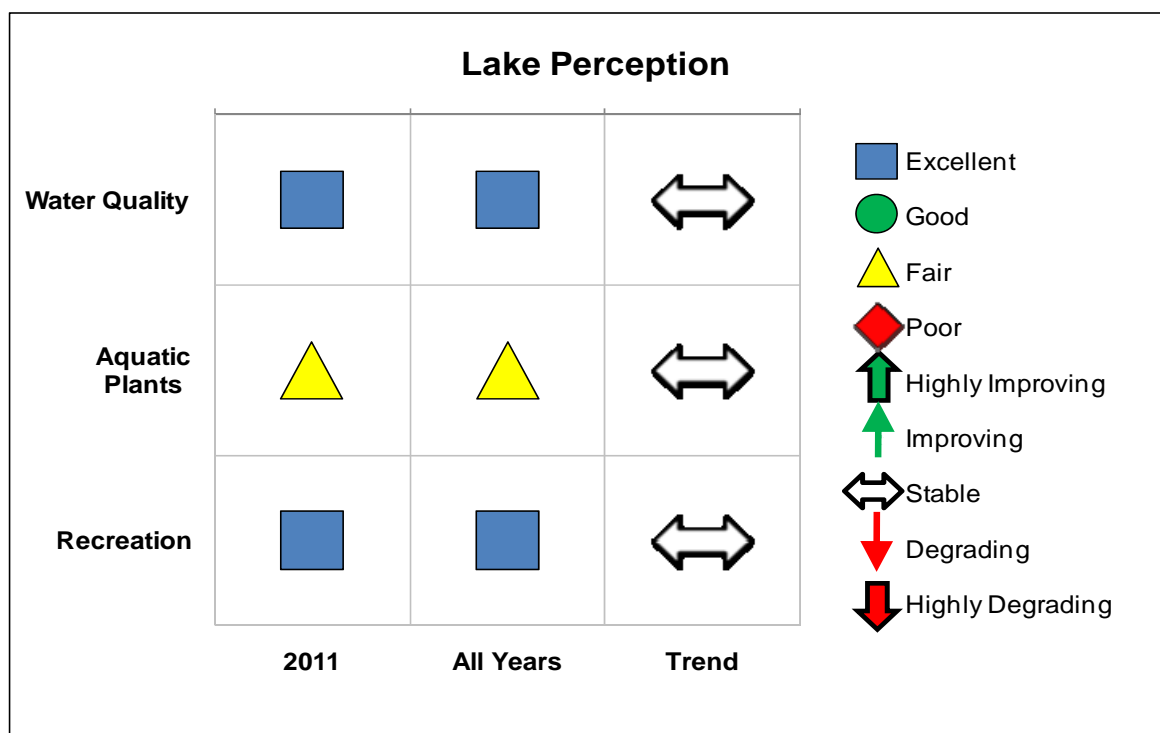 Lake Perception
Water Quality
Aquatic
Plants
Recreation
2011
All Years
Trend
Excellent
Good
Fair
Poor
Highly Improving
Improving
Stable
Degrading
Highly Degrading